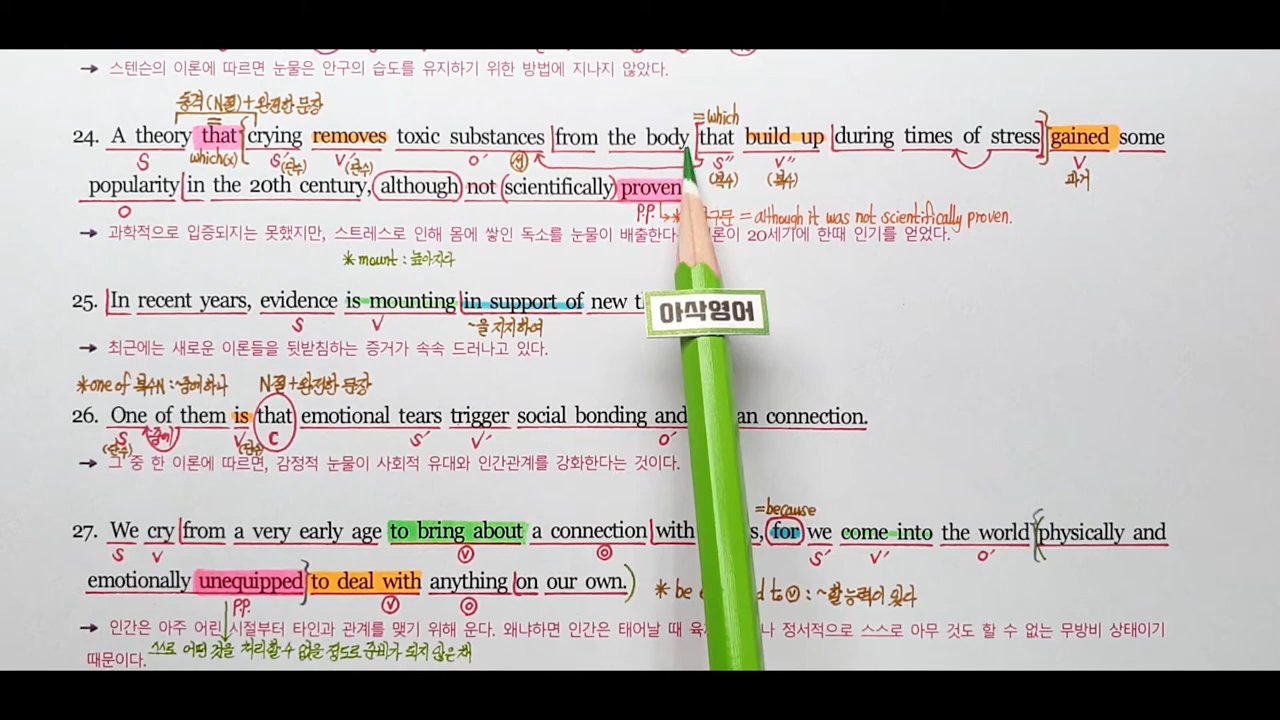 → 스텐슨의 이론에 따르면 눈물은 안구의 습도를 유지하기 위한 방법에 지나지 않았다.
동격(N절)+완전한 문장
=which
24. A theory that crying removes toxic substances from the body that build up during times of stress gained some
S which(x) S'(단수) V'(단수) O' (선) S''(복수) V''(복수) V 과거
popularity in the 20th century, although not scientifically proven
O P.P. = although it was not scientifically proven.
→ 과학적으로 입증되지는 못했지만, 스트레스로 인해 몸에 쌓인 독소를 눈물이 배출한다 이 20세기에 한때 인기를 얻었다.
*mount : 높아지다
25. In recent years, evidence is mounting in support of new
S V ~을 지지하여
아삭영어
→ 최근에는 새로운 이론들을 뒷받침하는 증거가 속속 드러나고 있다.
*one of 복수N : ~중에 하나 N절+완전한 문장
26. One of them is that emotional tears trigger social bonding and connection.
S (단수) V (단수) C S' V' O'
→ 그 중 한 이론에 따르면, 감정적 눈물이 사회적 유대와 인간관계를 강화한다는 것이다.
=because
27. We cry from a very early age to bring about a connection with for we come into the world physically and
S V ⓥ ⓞ S' V' O'
emotionally unequipped to deal with anything on our own.
*be to ⓥ : ~할 능력이 있다
P.P. ⓥ ⓞ
→ 인간은 아주 어린 시절부터 타인과 관계를 맺기 위해 운다. 왜냐하면 인간은 태어날 때 정서적으로 스스로 아무 것도 할 수 없는 무방비 상태이기
때문이다. 스스로 어떤 것을 처리할 수 없을 정도로 준비가 되지 않은 채